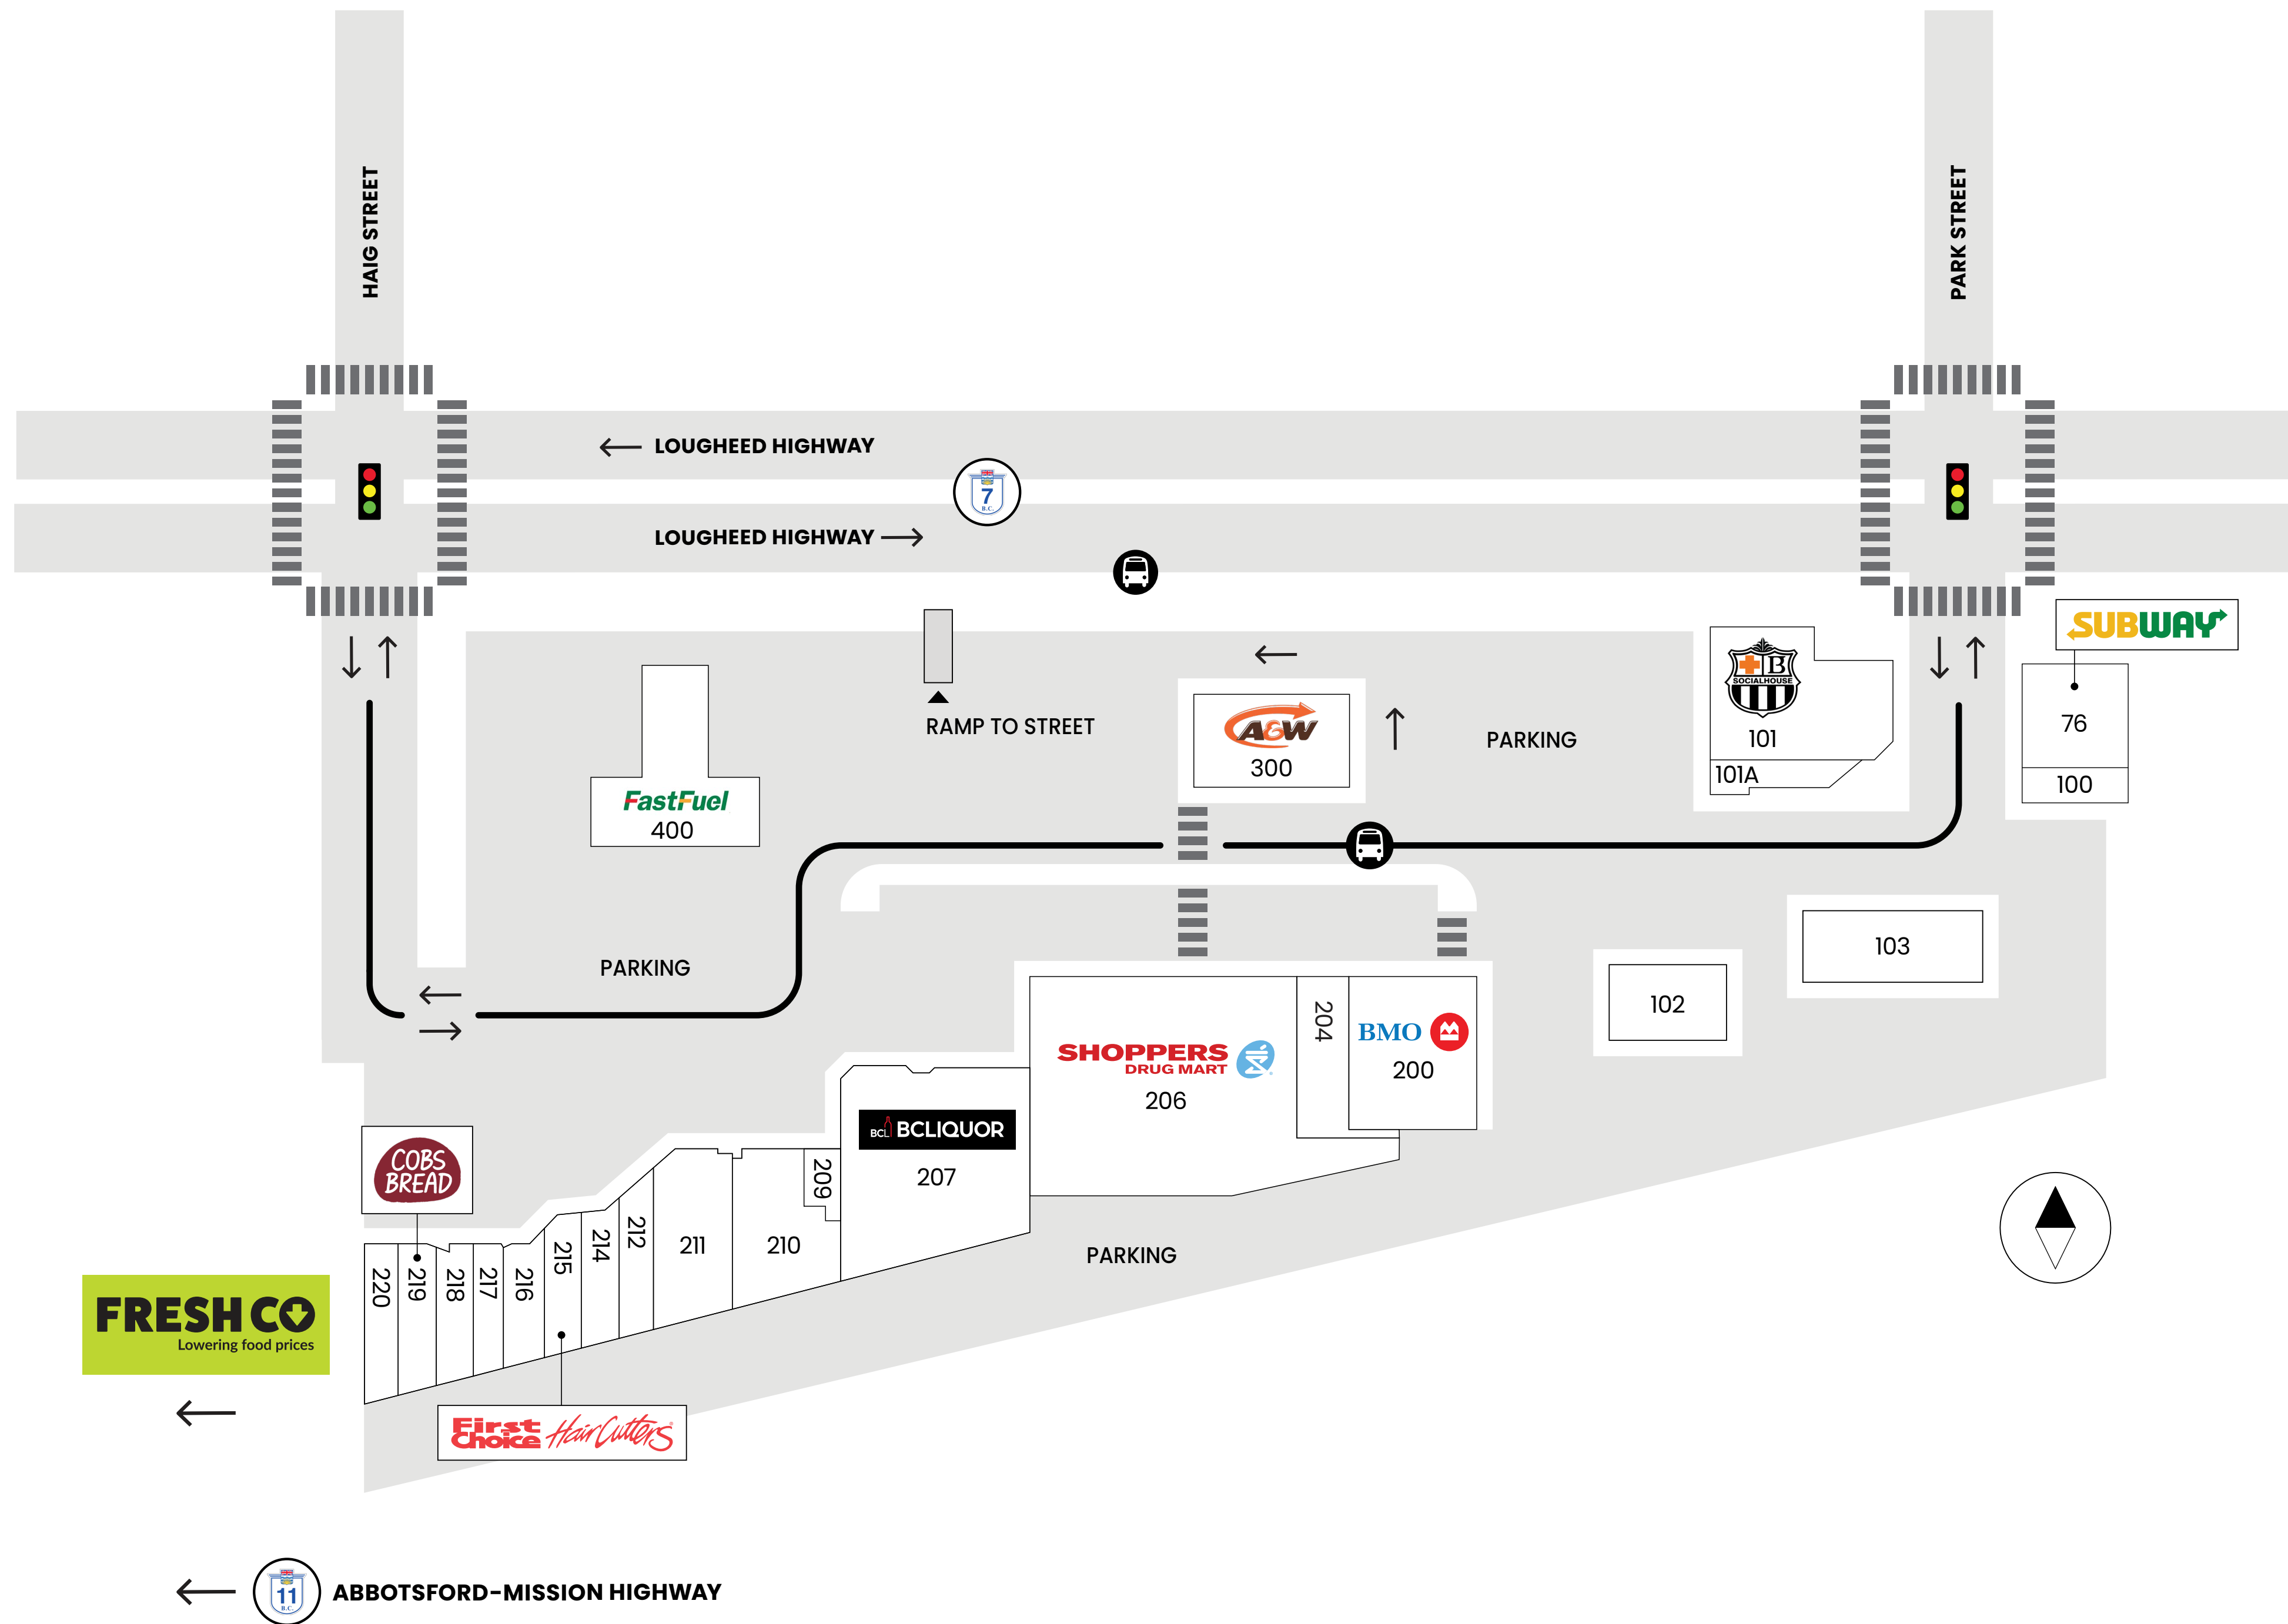 HAIG STREET
PARK STREET
LOUGHEED HIGHWAY
7
B.C.
LOUGHEED HIGHWAY
SUBWAY
76
100
B
SOCIALHOUSE
101
101A
RAMP TO STREET
A&W
300
PARKING
FastFuel
400
PARKING
103
102
SHOPPERS
DRUG MART
206
204
BMO
200
BCL BCLIQUOR
207
COBS
BREAD
209
210
211
212
214
215
216
217
218
219
220
PARKING
FRESHCO
Lowering food prices
First
Choice HairCutters
11
B.C.
ABBOTSFORD-MISSION HIGHWAY